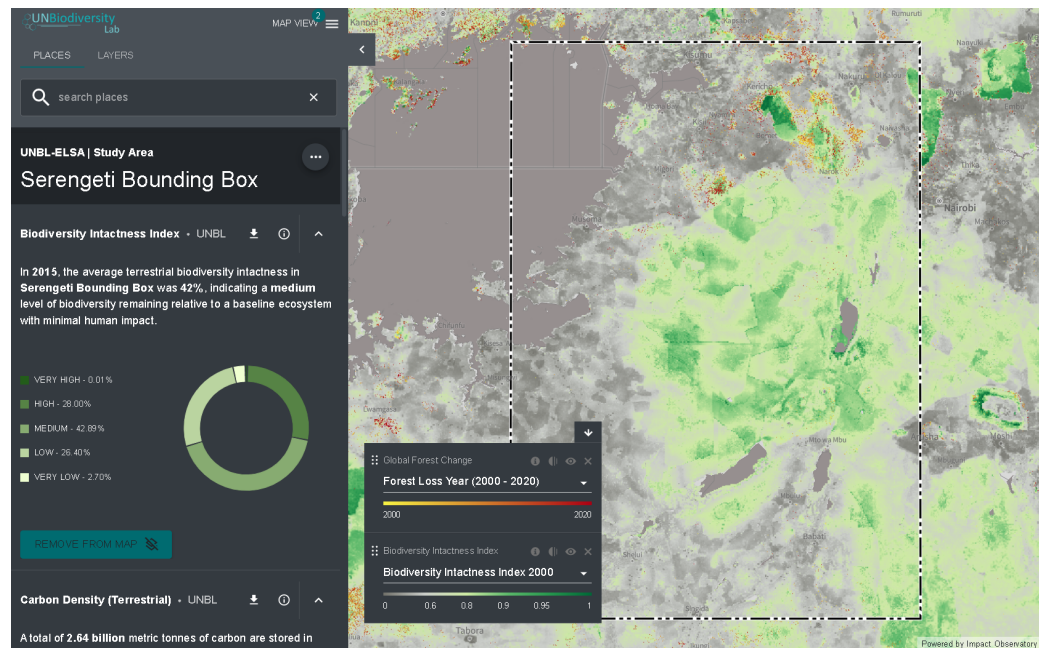 UNBiodiversity
Lab
MAP VIEW
2
PLACES
LAYERS
search places
UNBL-ELSA | Study Area
Serengeti Bounding Box
Biodiversity Intactness Index • UNBL
In 2015, the average terrestrial biodiversity intactness in
Serengeti Bounding Box was 42%, indicating a medium
level of biodiversity remaining relative to a baseline ecosystem
with minimal human impact.
VERY HIGH - 0.01%
HIGH - 28.00%
MEDIUM - 42.89%
LOW - 26.40%
VERY LOW - 2.70%
REMOVE FROM MAP
Carbon Density (Terrestrial) • UNBL
A total of 2.64 billion metric tonnes of carbon are stored in
Global Forest Change
Forest Loss Year (2000 - 2020)
2000 2020
Biodiversity Intactness Index
Biodiversity Intactness Index 2000
0 0.6 0.8 0.9 0.95 1
Rumuruti
Nanyuki
Kericho
Nakuru
Narok
Nairobi
Musoma
Mto wa Mbu
Babati
Singida
Tabora
Powered by Impact Observatory